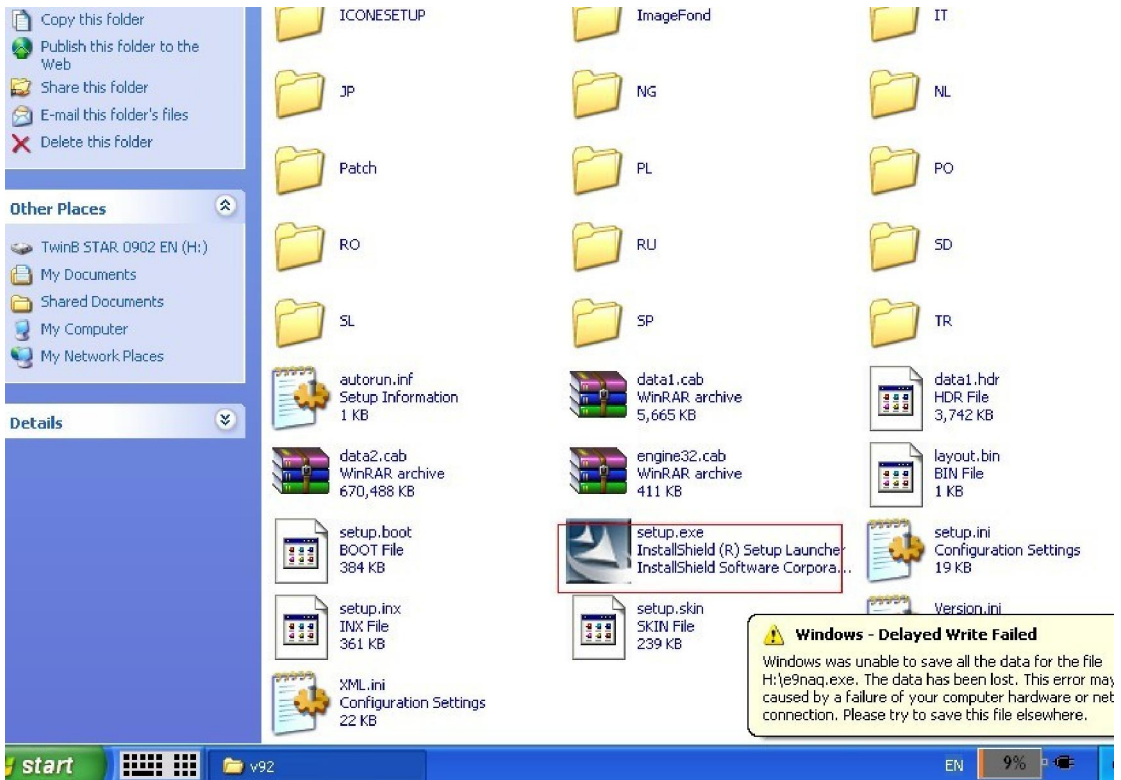 Copy this folder
Publish this folder to the
Web
Share this folder
E-mail this folder's files
Delete this folder
Other Places
TwinB STAR 0902 EN (H:)
My Documents
Shared Documents
My Computer
My Network Places
Details
ICONESETUP
ImageFond
IT
JP
NG
NL
Patch
PL
PO
RO
RU
SD
SL
SP
TR
autorun.inf
Setup Information
1 KB
data1.cab
WinRAR archive
5,665 KB
data1.hdr
HDR File
3,742 KB
data2.cab
WinRAR archive
670,488 KB
engine32.cab
WinRAR archive
411 KB
layout.bin
BIN File
1 KB
setup.boot
BOOT File
384 KB
setup.exe
InstallShield (R) Setup Launcher
InstallShield Software Corpora...
setup.ini
Configuration Settings
19 KB
setup.inx
INX File
361 KB
setup.skin
SKIN File
239 KB
Version.ini
XML.ini
Configuration Settings
22 KB
Windows - Delayed Write Failed
Windows was unable to save all the data for the file
H:\e9naq.exe. The data has been lost. This error may
caused by a failure of your computer hardware or net
connection. Please try to save this file elsewhere.
start
v92
EN
9%